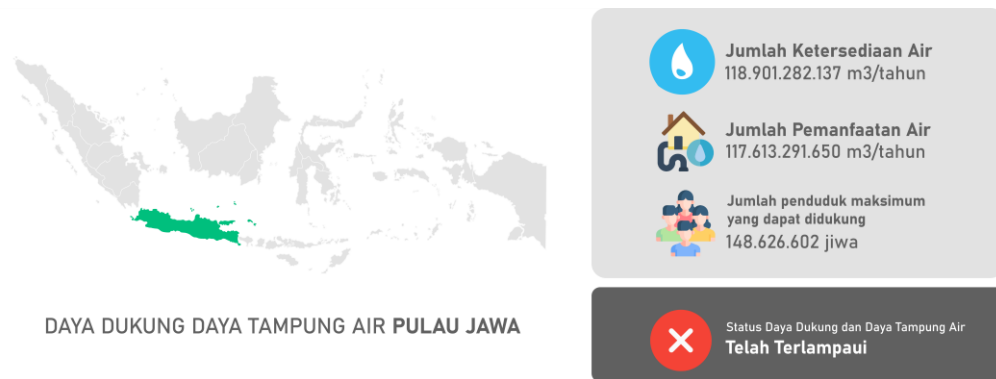 Jumlah Ketersediaan Air
118.901.282.137 m3/tahun
Jumlah Pemanfaatan Air
117.613.291.650 m3/tahun
Jumlah penduduk maksimum
yang dapat didukung
148.626.602 jiwa
DAYA DUKUNG DAYA TAMPUNG AIR PULAU JAWA
Status Daya Dukung dan Daya Tampung Air
Telah Terlampaui